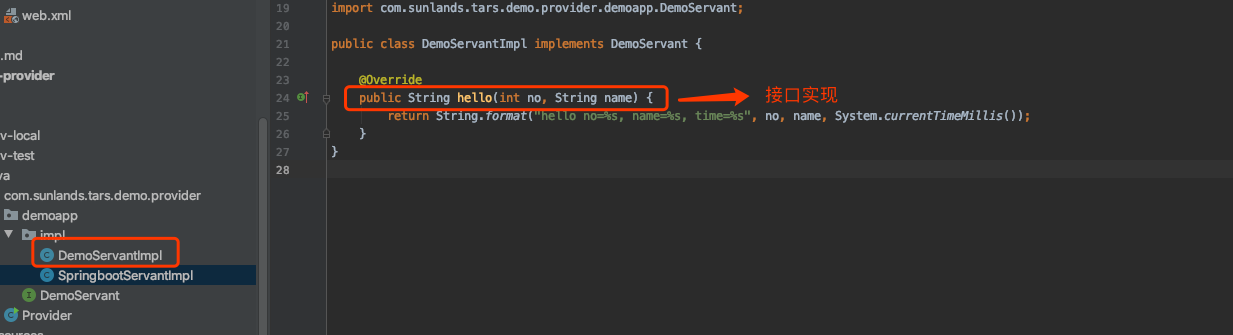 web.xml
.md
-provider
v-local
v-test
va
com.sunlands.tars.demo.provider
demoapp
impl
DemoServantImpl
SpringbootServantImpl
DemoServant
Provider
19 import com.sunlands.tars.demo.provider.demoapp.DemoServant;
20
21 public class DemoServantImpl implements DemoServant {
22
23 @Override
24 public String hello(int no, String name) { 接口实现
25 return String.format("hello no=%s, name=%s, time=%s", no, name, System.currentTimeMillis());
26 }
27 }
28